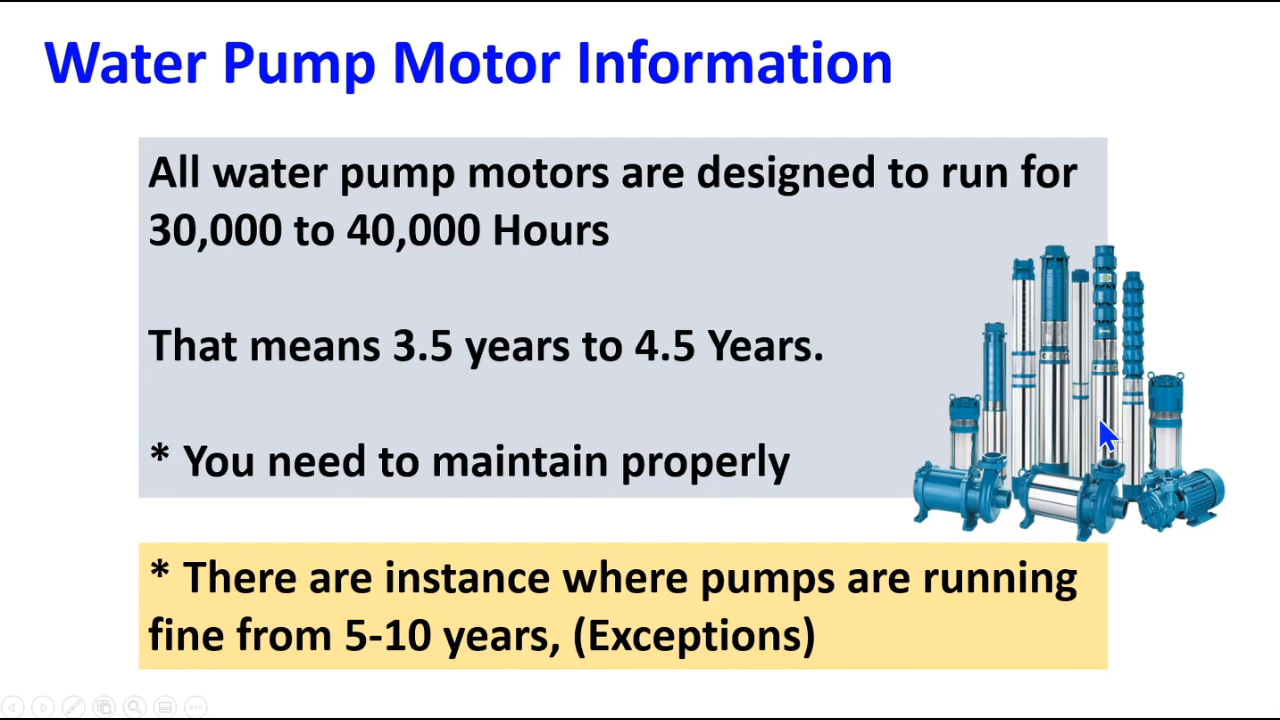 Water Pump Motor Information
All water pump motors are designed to run for
30,000 to 40,000 Hours
That means 3.5 years to 4.5 Years.
* You need to maintain properly
* There are instance where pumps are running
fine from 5-10 years, (Exceptions)